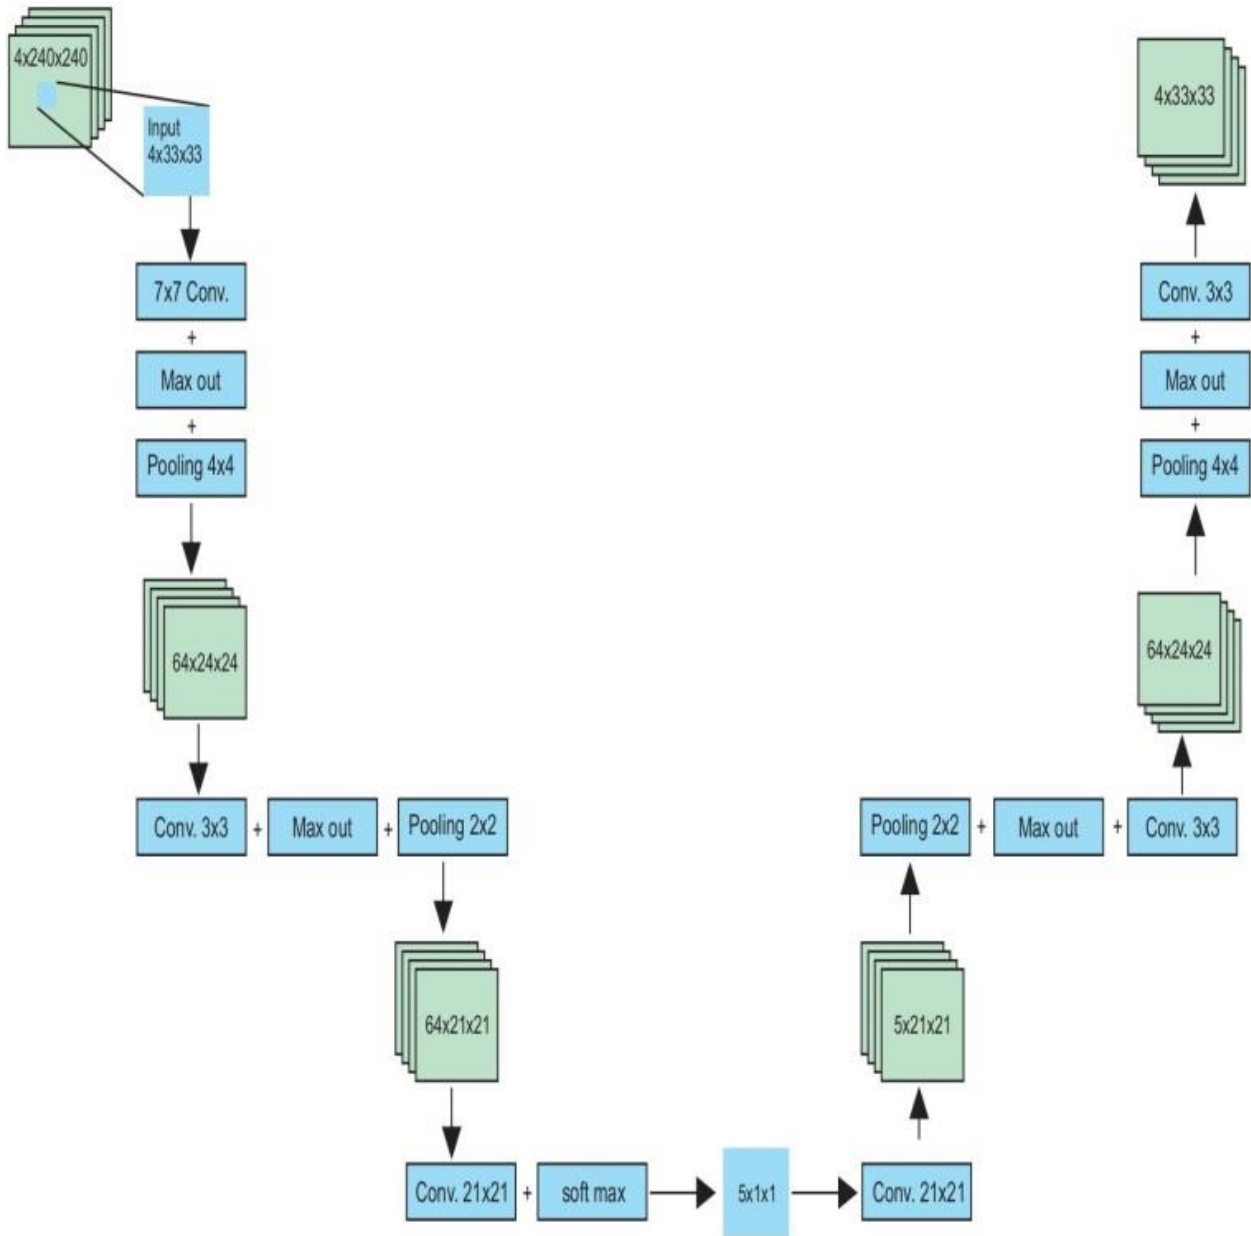 4x240x240
Input
4x33x33
7x7 Conv.
+
Max out
+
Pooling 4x4
64x24x24
Conv. 3x3 + Max out + Pooling 2x2
64x21x21
Conv. 21x21 + soft max
5x1x1
Conv. 21x21
5x21x21
Pooling 2x2 + Max out + Conv. 3x3
64x24x24
Pooling 4x4
+
Max out
+
Conv. 3x3
4x33x33